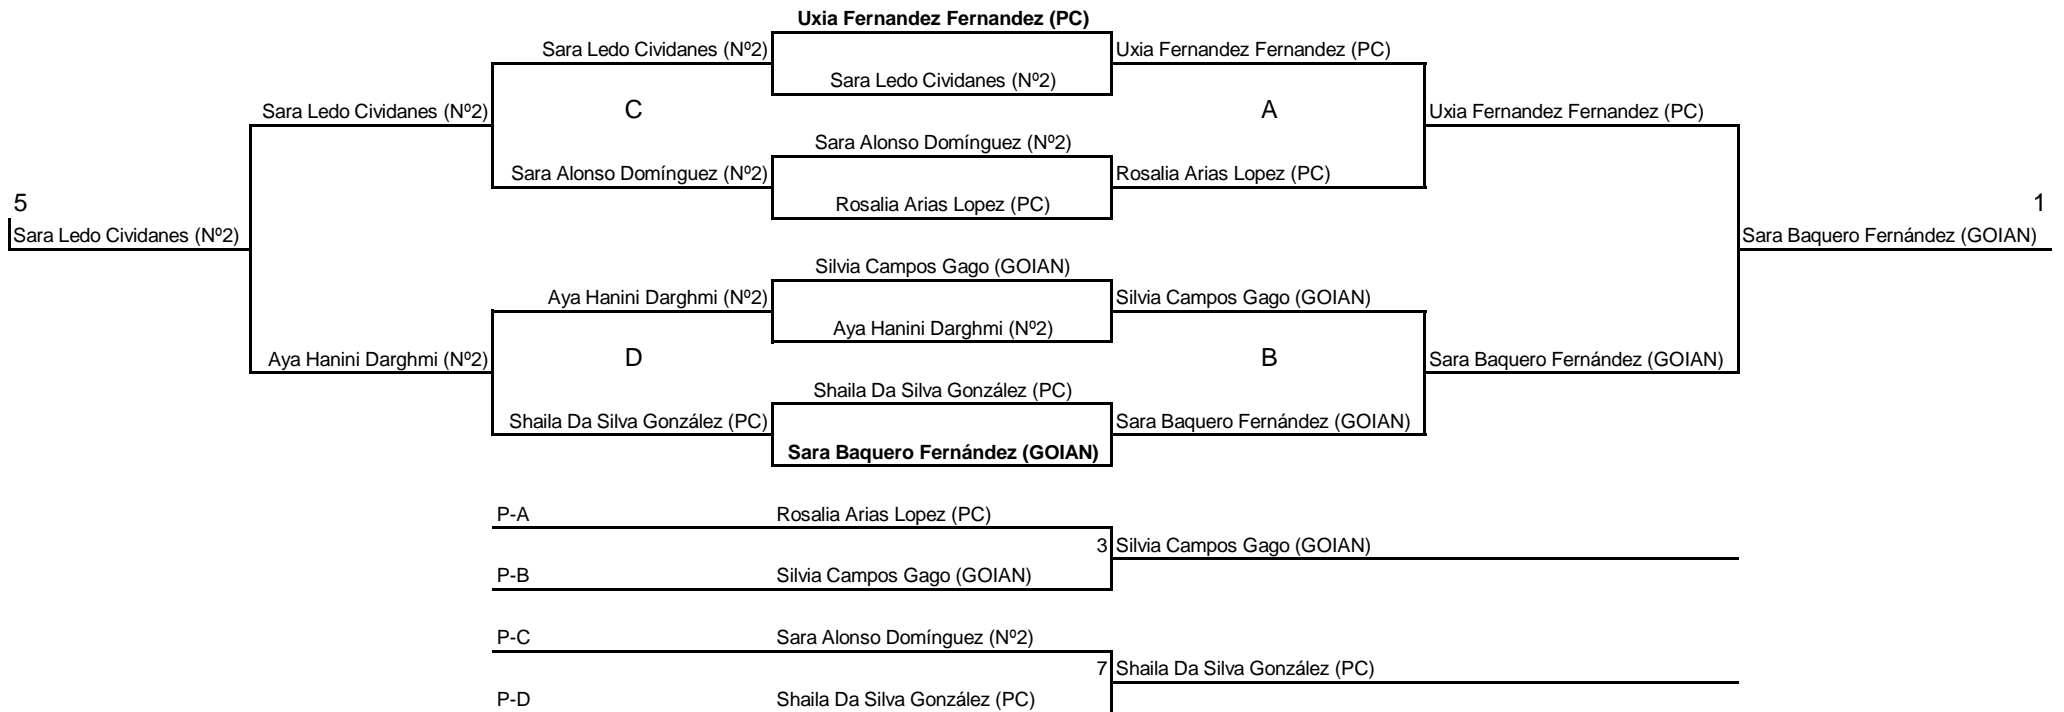 Uxia Fernandez Fernandez (PC)
Sara Ledo Cividanes (Nº2)
Uxia Fernandez Fernandez (PC)
Sara Ledo Cividanes (Nº2)
Sara Ledo Cividanes (Nº2)
C
A
Uxia Fernandez Fernandez (PC)
Sara Alonso Domínguez (Nº2)
Sara Alonso Domínguez (Nº2)
Rosalia Arias Lopez (PC)
5
Rosalia Arias Lopez (PC)
1
Sara Ledo Cividanes (Nº2)
Sara Baquero Fernández (GOIAN)
Silvia Campos Gago (GOIAN)
Aya Hanini Darghmi (Nº2)
Silvia Campos Gago (GOIAN)
Aya Hanini Darghmi (Nº2)
Aya Hanini Darghmi (Nº2)
D
B
Sara Baquero Fernández (GOIAN)
Shaila Da Silva González (PC)
Shaila Da Silva González (PC)
Sara Baquero Fernández (GOIAN)
Sara Baquero Fernández (GOIAN)
P-A Rosalia Arias Lopez (PC)
3 Silvia Campos Gago (GOIAN)
P-B Silvia Campos Gago (GOIAN)
P-C Sara Alonso Domínguez (Nº2)
7 Shaila Da Silva González (PC)
P-D Shaila Da Silva González (PC)